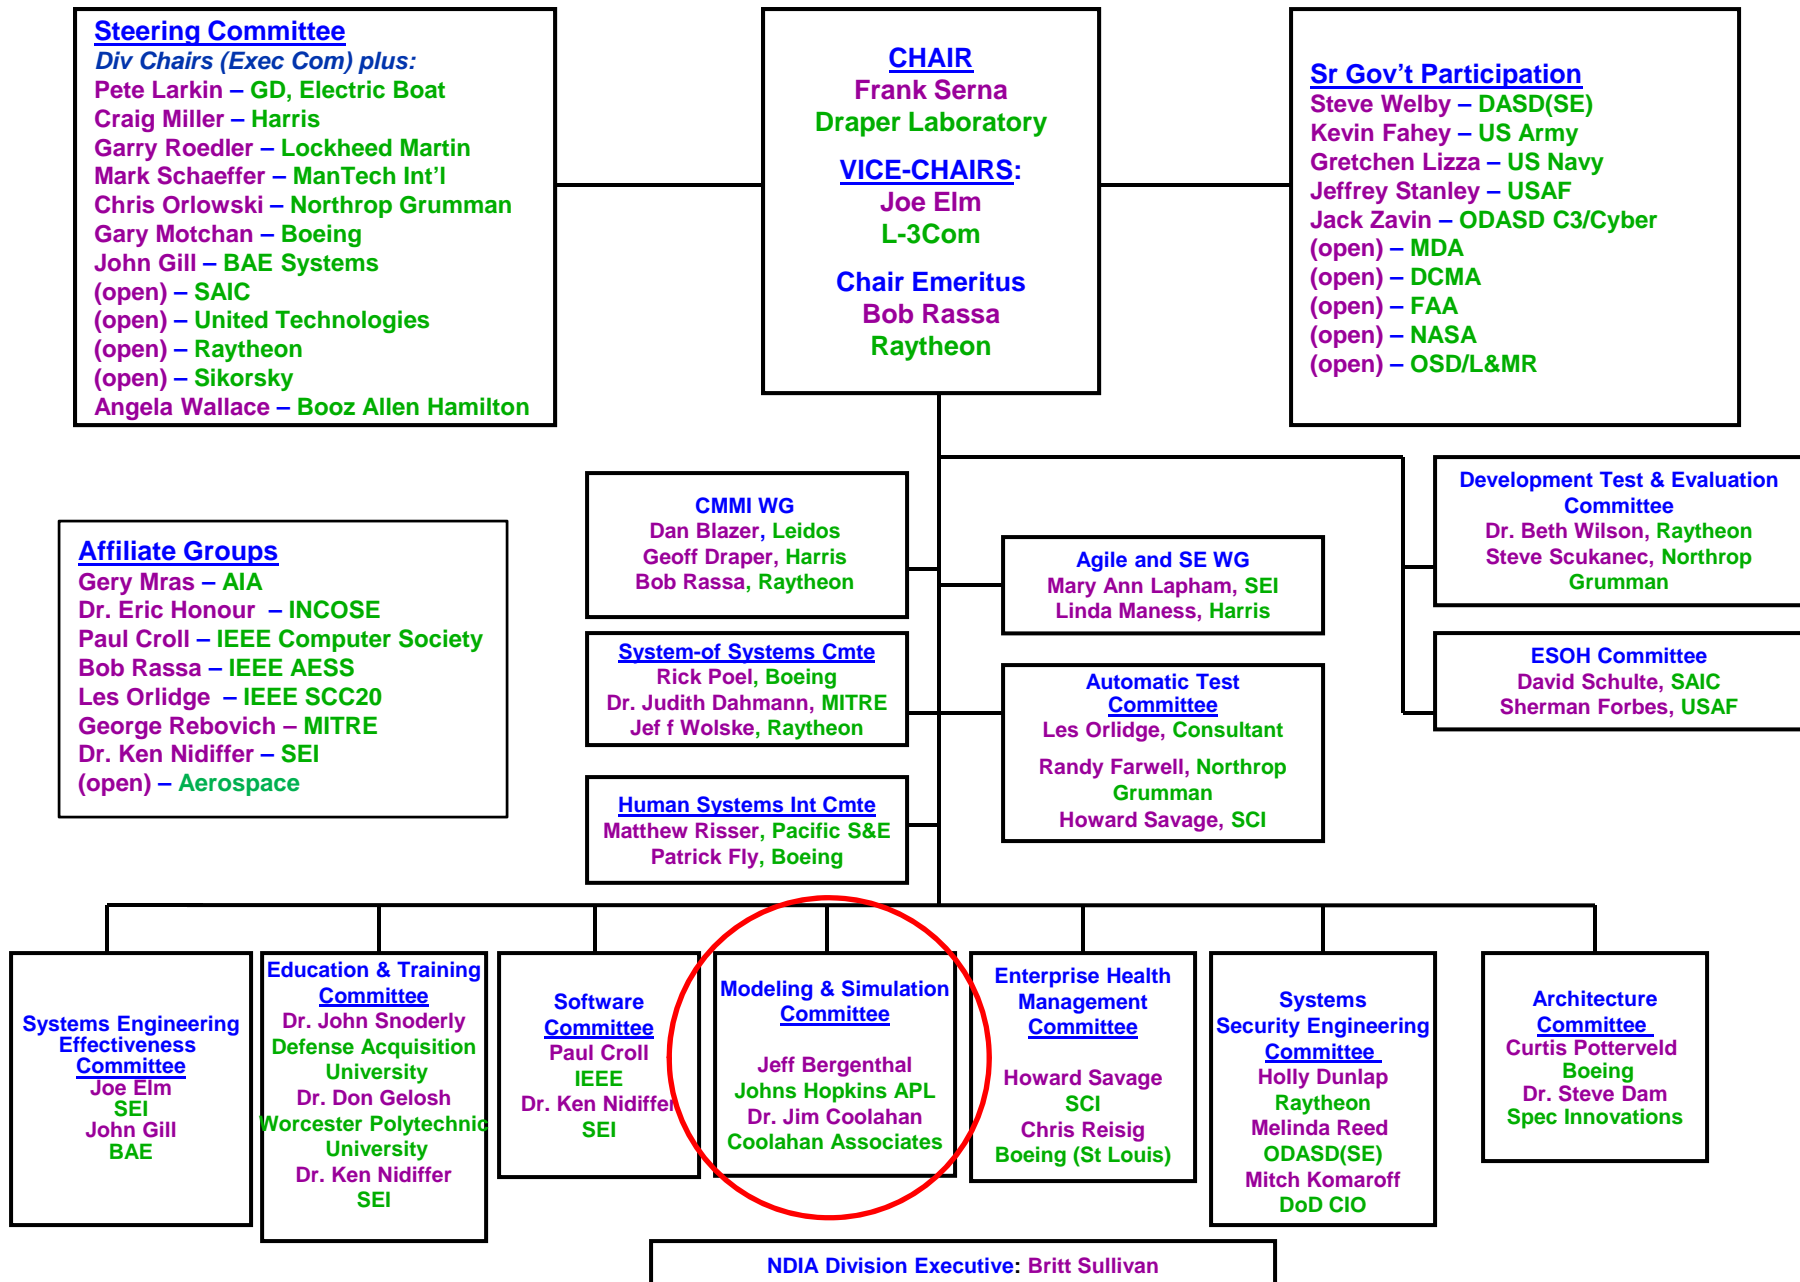 Steering Committee
Div Chairs (Exec Com) plus:
Pete Larkin – GD, Electric Boat
Craig Miller – Harris
Garry Roedler – Lockheed Martin
Mark Schaeffer – ManTech Int’l
Chris Orlowski – Northrop Grumman
Gary Motchan – Boeing
John Gill – BAE Systems
(open) – SAIC
(open) – United Technologies
(open) – Raytheon
(open) – Sikorsky
Angela Wallace – Booz Allen Hamilton
CHAIR
Frank Serna
Draper Laboratory
VICE-CHAIRS:
Joe Elm
L-3Com
Chair Emeritus
Bob Rassa
Raytheon
Sr Gov’t Participation
Steve Welby – DASD(SE)
Kevin Fahey – US Army
Gretchen Lizza – US Navy
Jeffrey Stanley – USAF
Jack Zavin – ODASD C3/Cyber
(open) – MDA
(open) – DCMA
(open) – FAA
(open) – NASA
(open) – OSD/L&MR
Affiliate Groups
Gery Mras – AIA
Dr. Eric Honour – INCOSE
Paul Croll – IEEE Computer Society
Bob Rassa – IEEE AESS
Les Orlidge – IEEE SCC20
George Rebovich – MITRE
Dr. Ken Nidiffer – SEI
(open) – Aerospace
CMMI WG
Dan Blazer, Leidos
Geoff Draper, Harris
Bob Rassa, Raytheon
System-of Systems Cmte
Rick Poel, Boeing
Dr. Judith Dahmann, MITRE
Jef f Wolske, Raytheon
Human Systems Int Cmte
Matthew Risser, Pacific S&E
Patrick Fly, Boeing
Agile and SE WG
Mary Ann Lapham, SEI
Linda Maness, Harris
Automatic Test
Committee
Les Orlidge, Consultant
Randy Farwell, Northrop
Grumman
Howard Savage, SCI
Development Test & Evaluation
Committee
Dr. Beth Wilson, Raytheon
Steve Scukanec, Northrop
Grumman
ESOH Committee
David Schulte, SAIC
Sherman Forbes, USAF
Systems Engineering
Effectiveness
Committee
Joe Elm
SEI
John Gill
BAE
Education & Training
Committee
Dr. John Snoderly
Defense Acquisition
University
Dr. Don Gelosh
Worcester Polytechnic
University
Dr. Ken Nidiffer
SEI
Software
Committee
Paul Croll
IEEE
Dr. Ken Nidiffer
SEI
Modeling & Simulation
Committee
Jeff Bergenthal
Johns Hopkins APL
Dr. Jim Coolahan
Coolahan Associates
Enterprise Health
Management
Committee
Howard Savage
SCI
Chris Reisig
Boeing (St Louis)
Systems
Security Engineering
Committee
Holly Dunlap
Raytheon
Melinda Reed
ODASD(SE)
Mitch Komaroff
DoD CIO
Architecture
Committee
Curtis Potterveld
Boeing
Dr. Steve Dam
Spec Innovations
NDIA Division Executive: Britt Sullivan